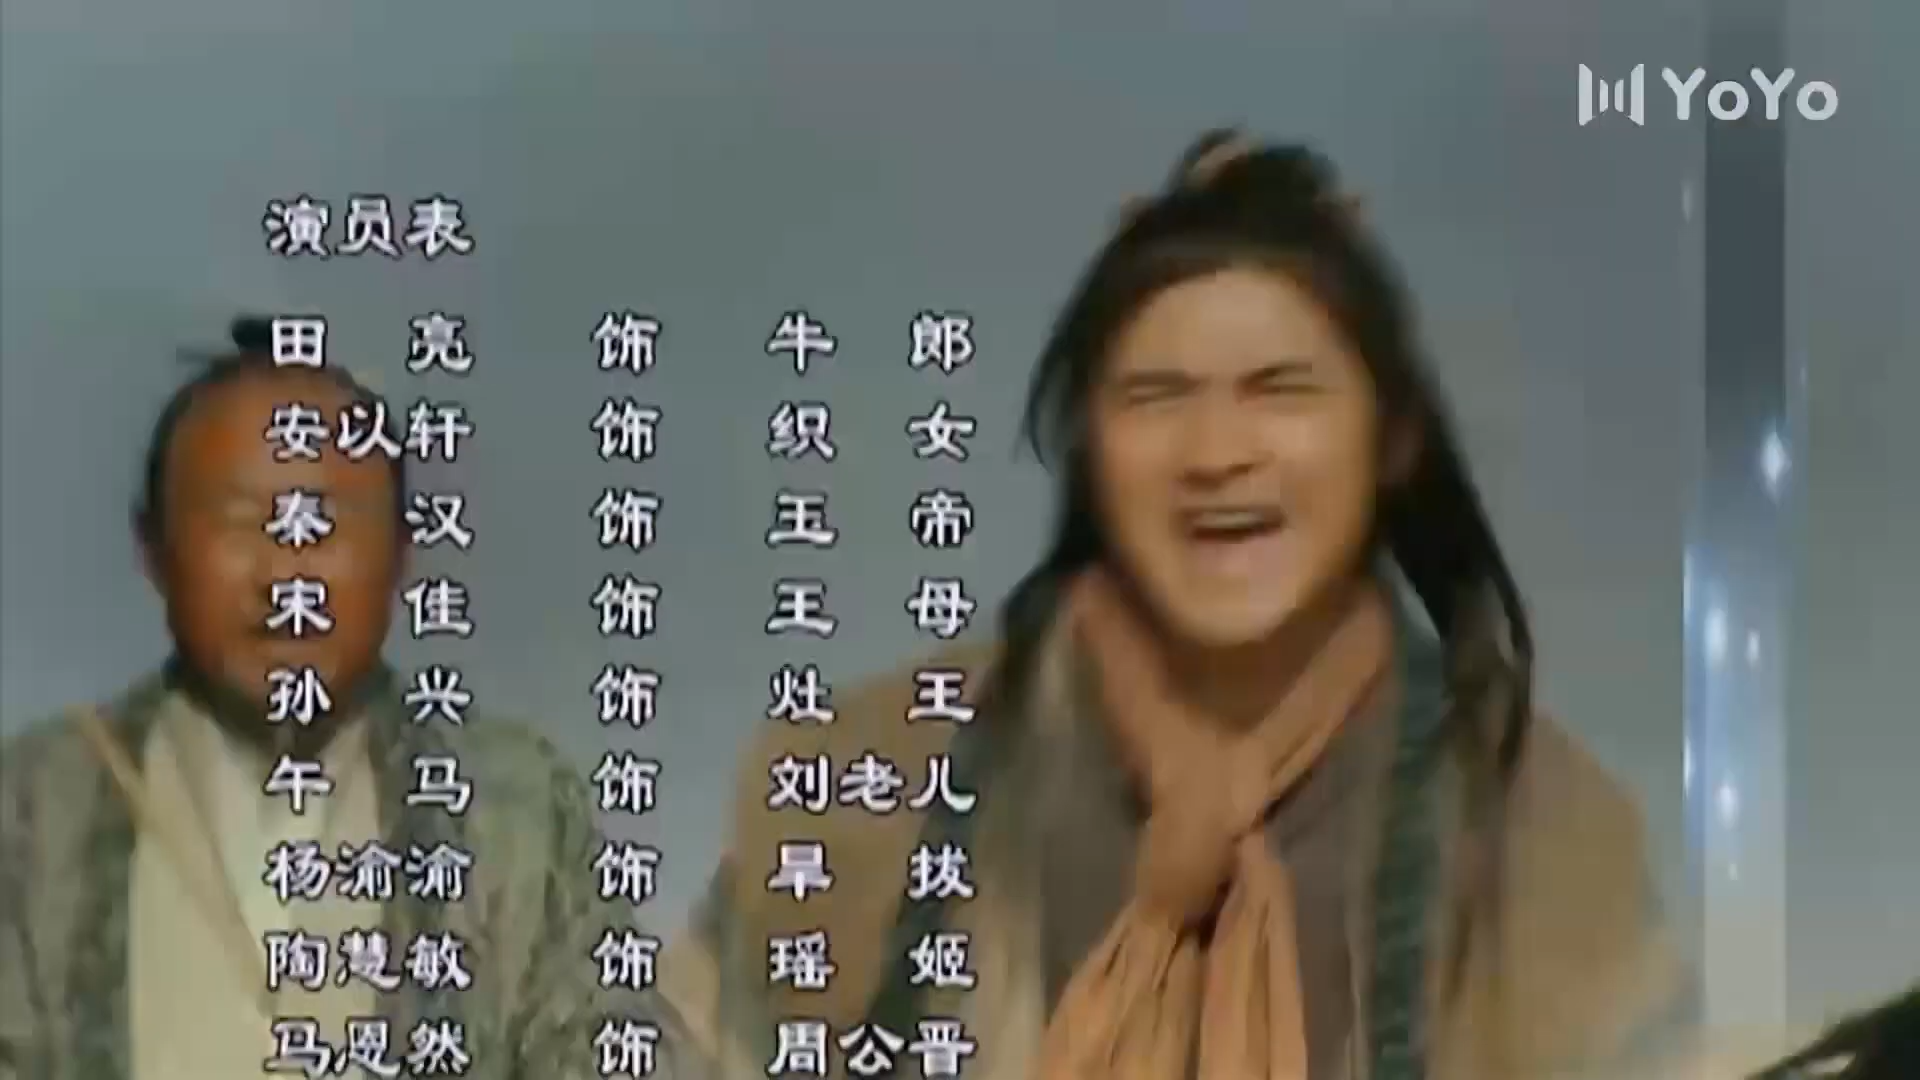 YoYo
演员表
田亮 饰 牛郎
安以轩 饰 织女
秦汉 饰 玉帝
宋佳 饰 王母
孙兴 饰 灶王
午马 饰 刘老儿
杨渝渝 饰 旱拔
陶慧敏 饰 瑶姬
马恩然 饰 周公晋